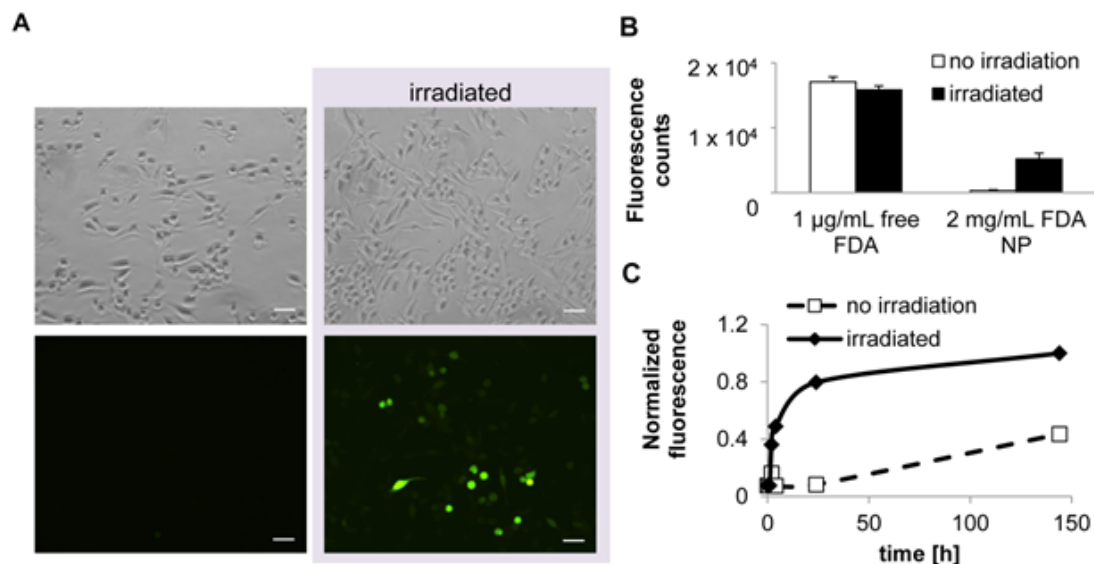 A
irradiated
B
Fluorescence
counts
2 x 10⁴
1 x 10⁴
0
no irradiation
irradiated
1 µg/mL free
FDA
2 mg/mL FDA
NP
C
no irradiation
irradiated
Normalized
fluorescence
1.2
0.8
0.4
0
0
50
100
150
time [h]